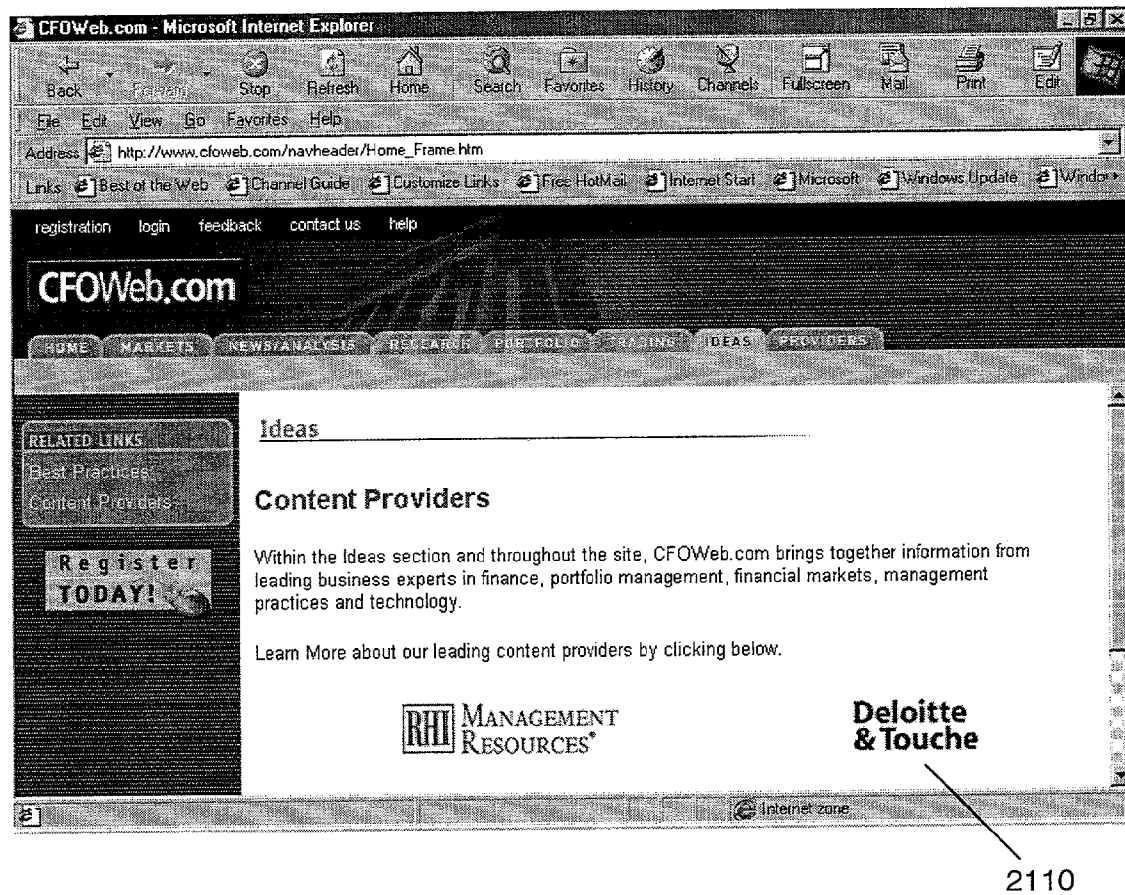 CFOWeb.com - Microsoft Internet Explorer
Back Forward Stop Refresh Home Search Favorites History Channels Fullscreen Mail Print Edit
File Edit View Go Favorites Help
Address http://www.cfoweb.com/navheader/Home_Frame.htm
Links Best of the Web Channel Guide Customize Links Free HotMail Internet Start Microsoft Windows Update Window
registration login feedback contact us help
CFOWeb.com
HOME MARKETS NEWS/ANALYSIS RESEARCH PORTFOLIO TRADING IDEAS PROVIDERS
RELATED LINKS
Best Practices
Content Providers
Register
TODAY!
Ideas
Content Providers
Within the Ideas section and throughout the site, CFOWeb.com brings together information from
leading business experts in finance, portfolio management, financial markets, management
practices and technology.
Learn More about our leading content providers by clicking below.
RHI MANAGEMENT
RESOURCES
Deloitte
& Touche
Internet zone
2110